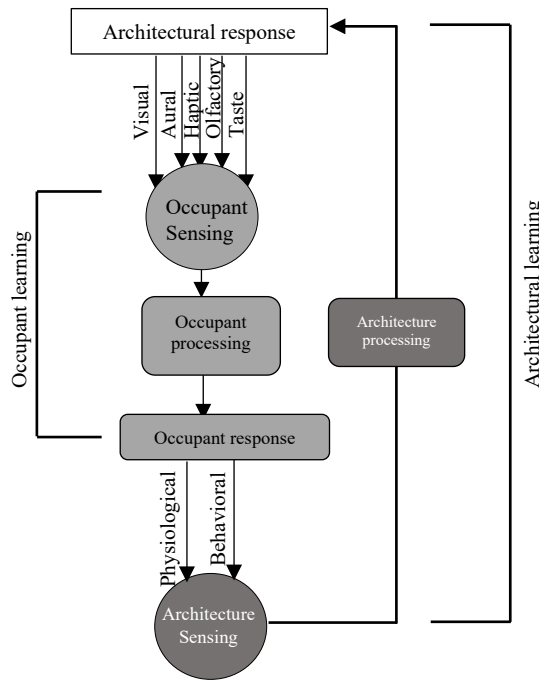 Architectural response
Visual
Aural
Haptic
Olfactory
Taste
Occupant
Sensing
Occupant learning
Occupant
processing
Architecture
processing
Architectural learning
Occupant response
Physiological
Behavioral
Architecture
Sensing